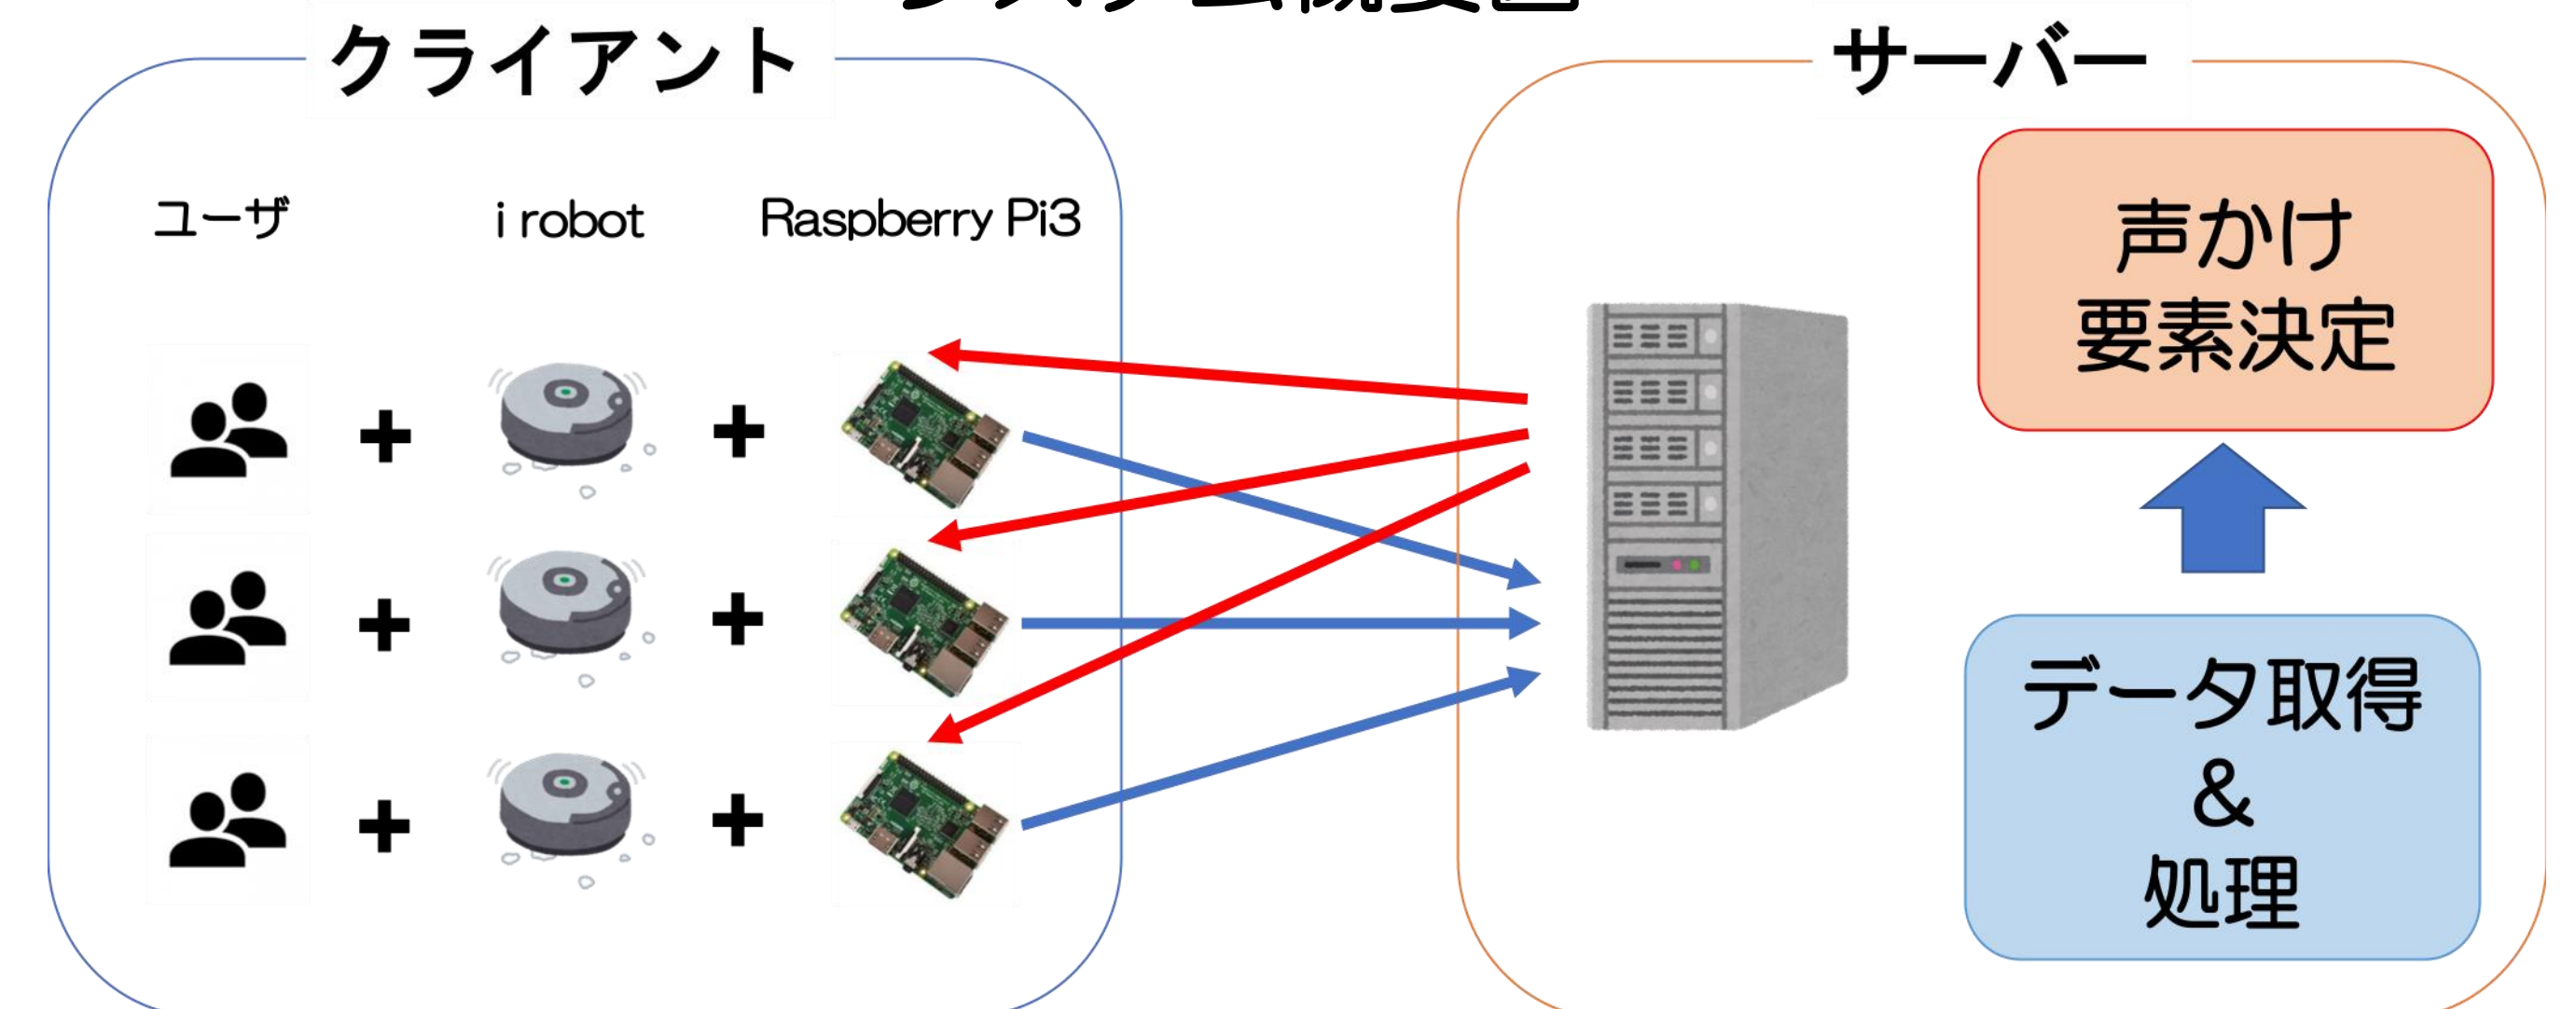 クライアント
サーバー
ユーザ
i robot
Raspberry Pi3
声かけ
要素決定
データ取得
&
処理